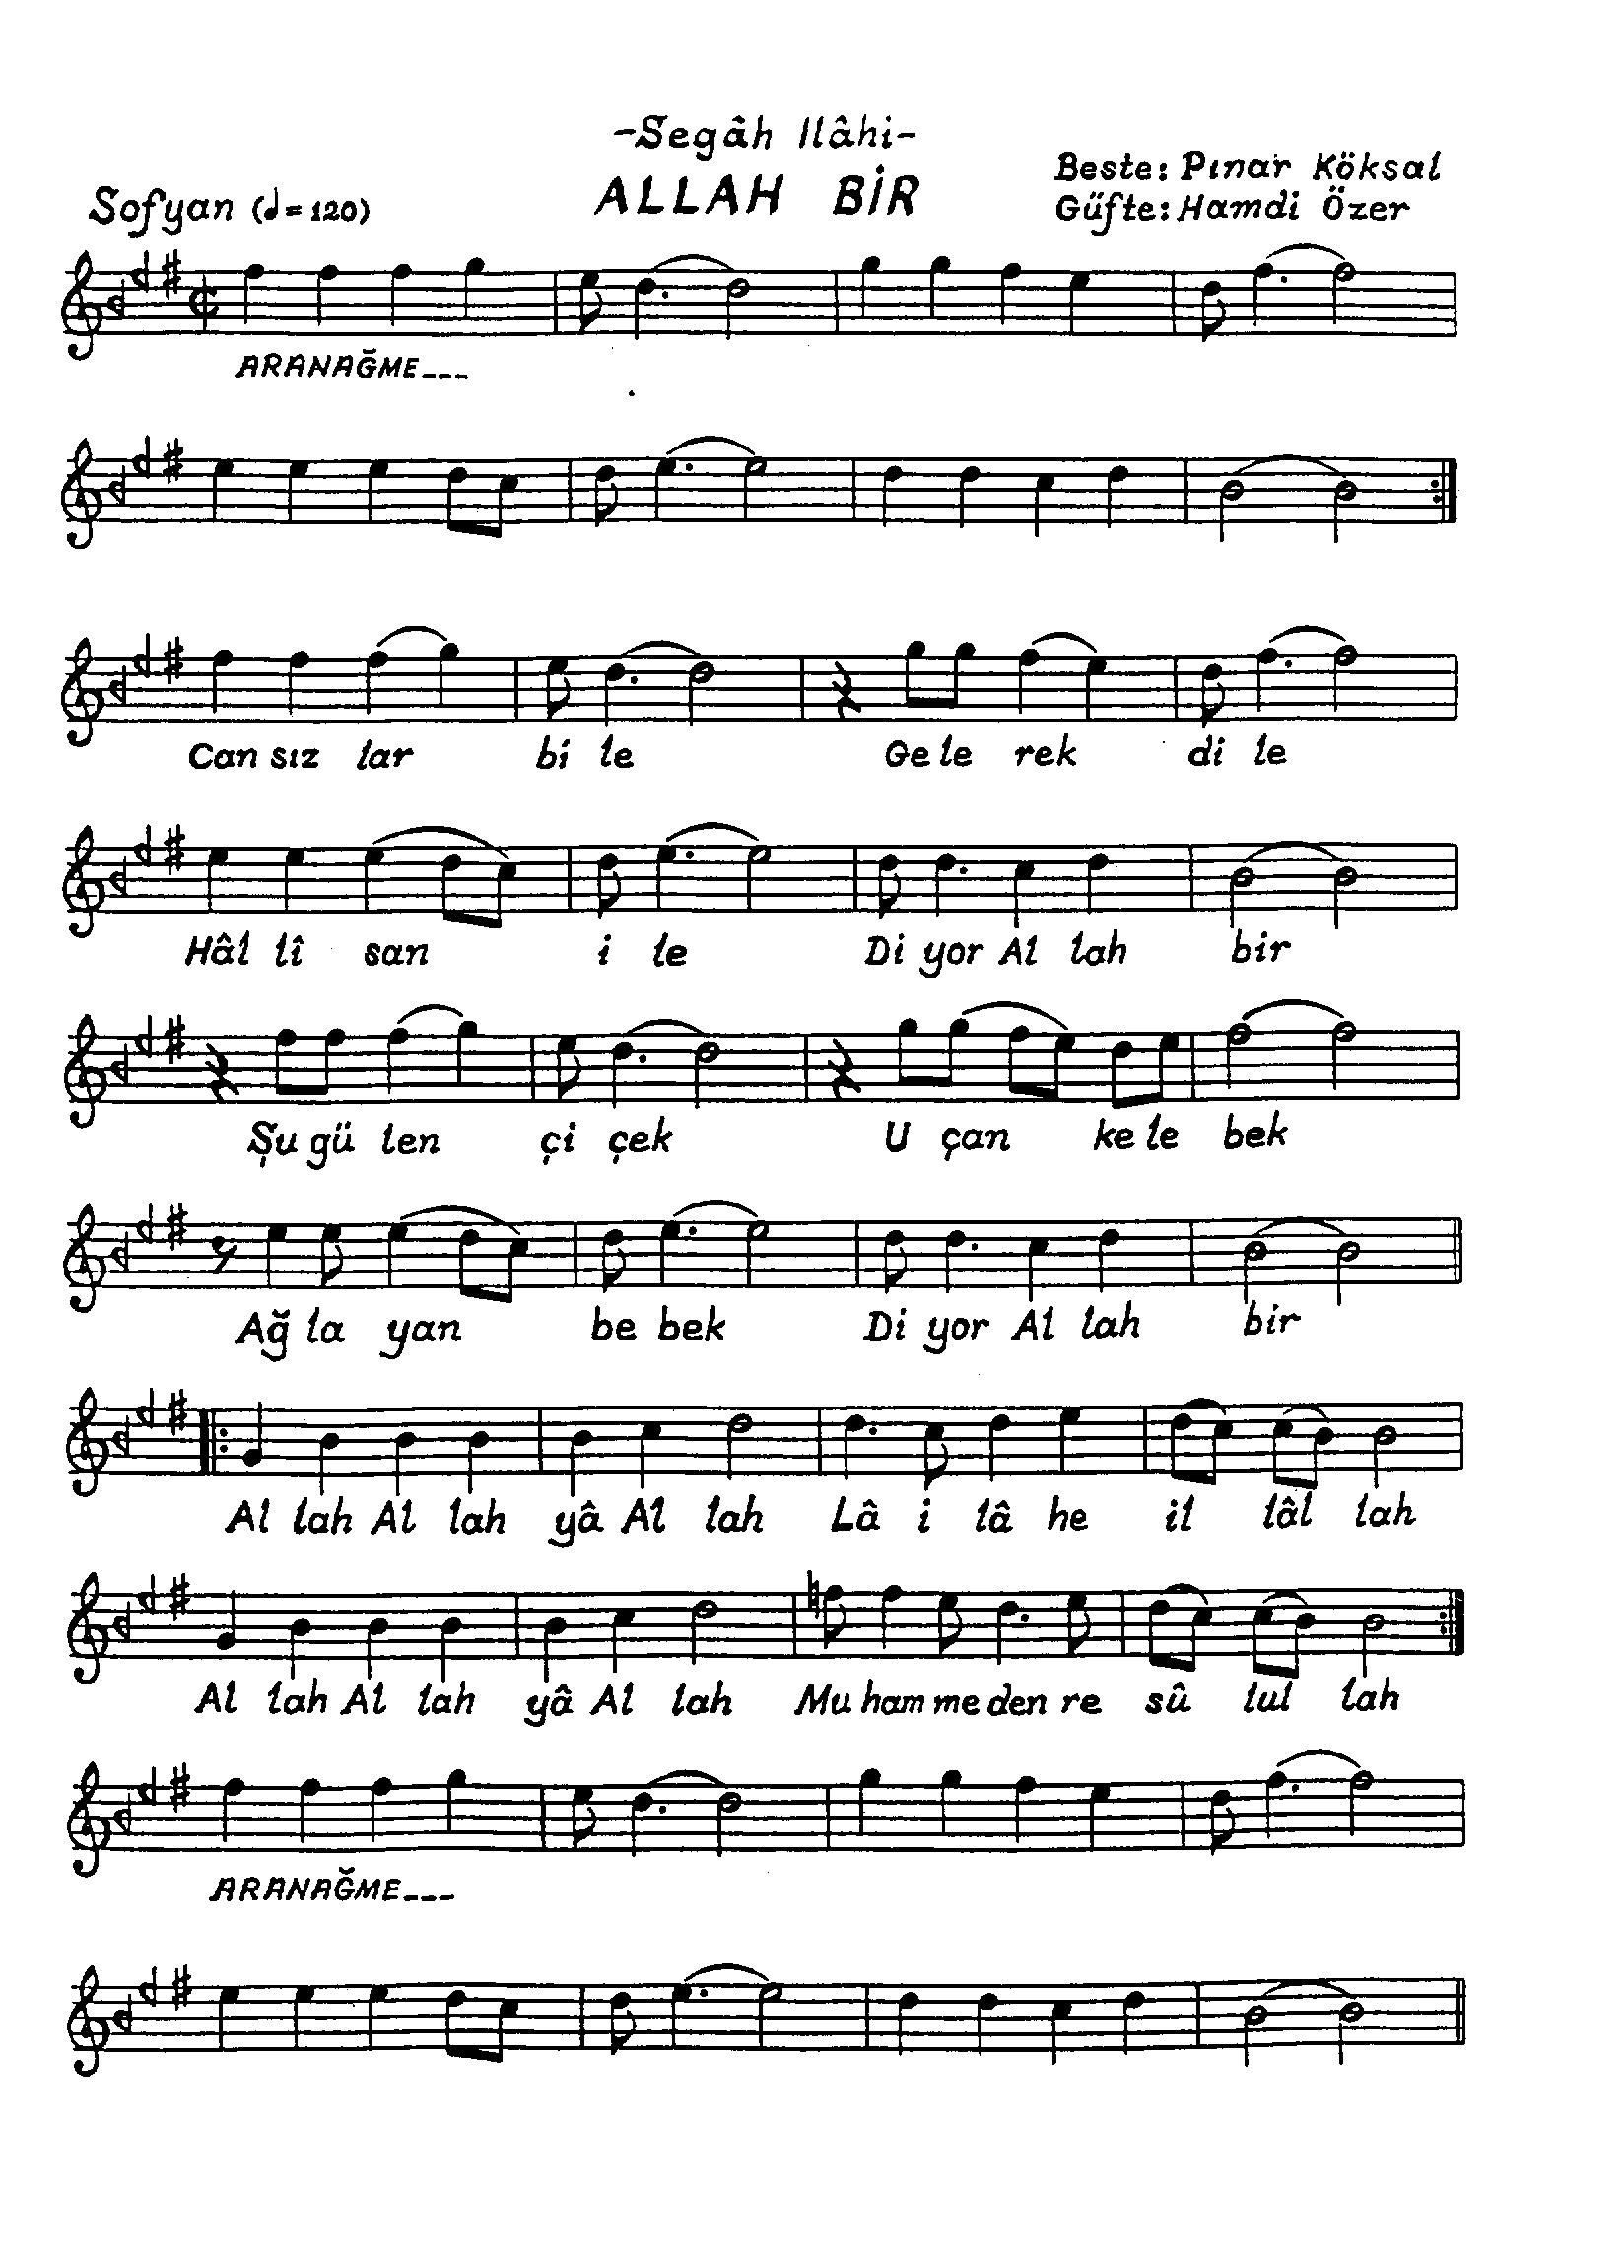 -Segâh Ilâhi-
ALLAH BİR
Sofyan (♩=120)
Beste: Pınar Köksal
Güfte: Hamdi Özer
ARANAĞME---
Can sız lar bi le Ge le rek di le
Hâl lî san i le Di yor Al lah bir
Şu gü len çi çek U çan ke le bek
Ağ la yan be bek Di yor Al lah bir
Al lah Al lah yâ Al lah Lâ i lâ he il lâl lah
Al lah Al lah yâ Al lah Mu ham me den re sû lul lah
ARANAĞME---